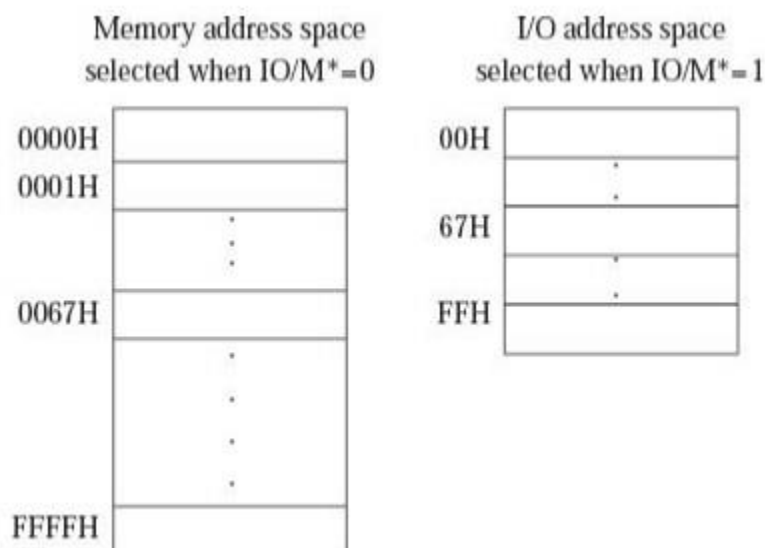 Memory address space
selected when IO/M*=0
0000H
0001H
0067H
FFFFH
I/O address space
selected when IO/M*=1
00H
67H
FFH